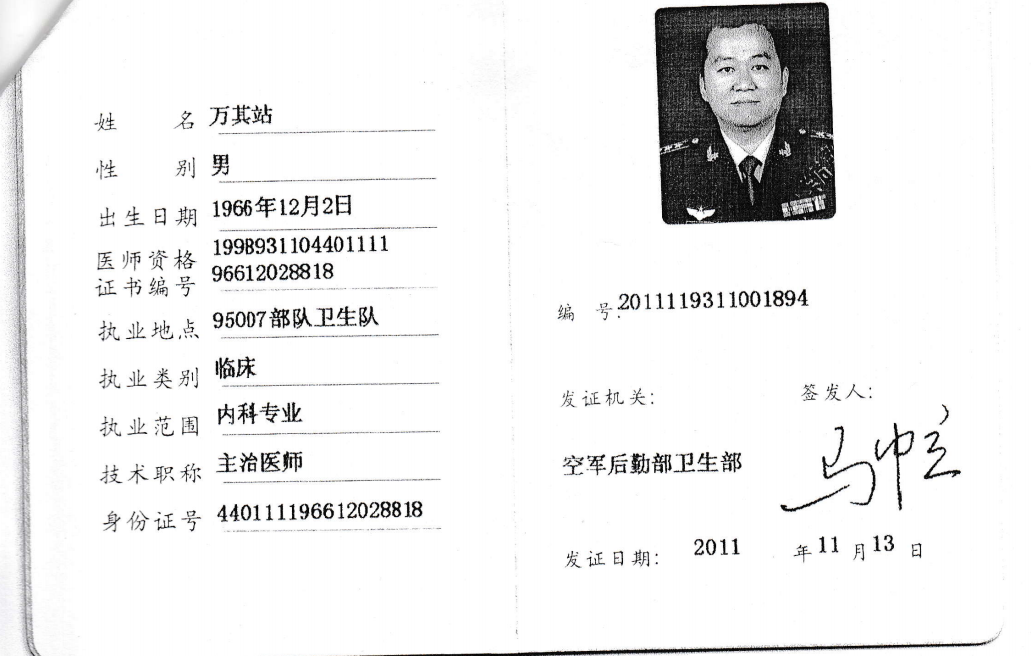 姓 名 万其站
性 别 男
出生日期 1966年12月2日
医师资格 199B931104401111
证书编号 96612028818
执业地点 95007部队卫生队
执业类别 临床
执业范围 内科专业
技术职称 主治医师
身份证号 440111196612028818
编 号:2011119311001894
发证机关: 签发人:
空军后勤部卫生部
发证日期: 2011 年 11 月 13 日